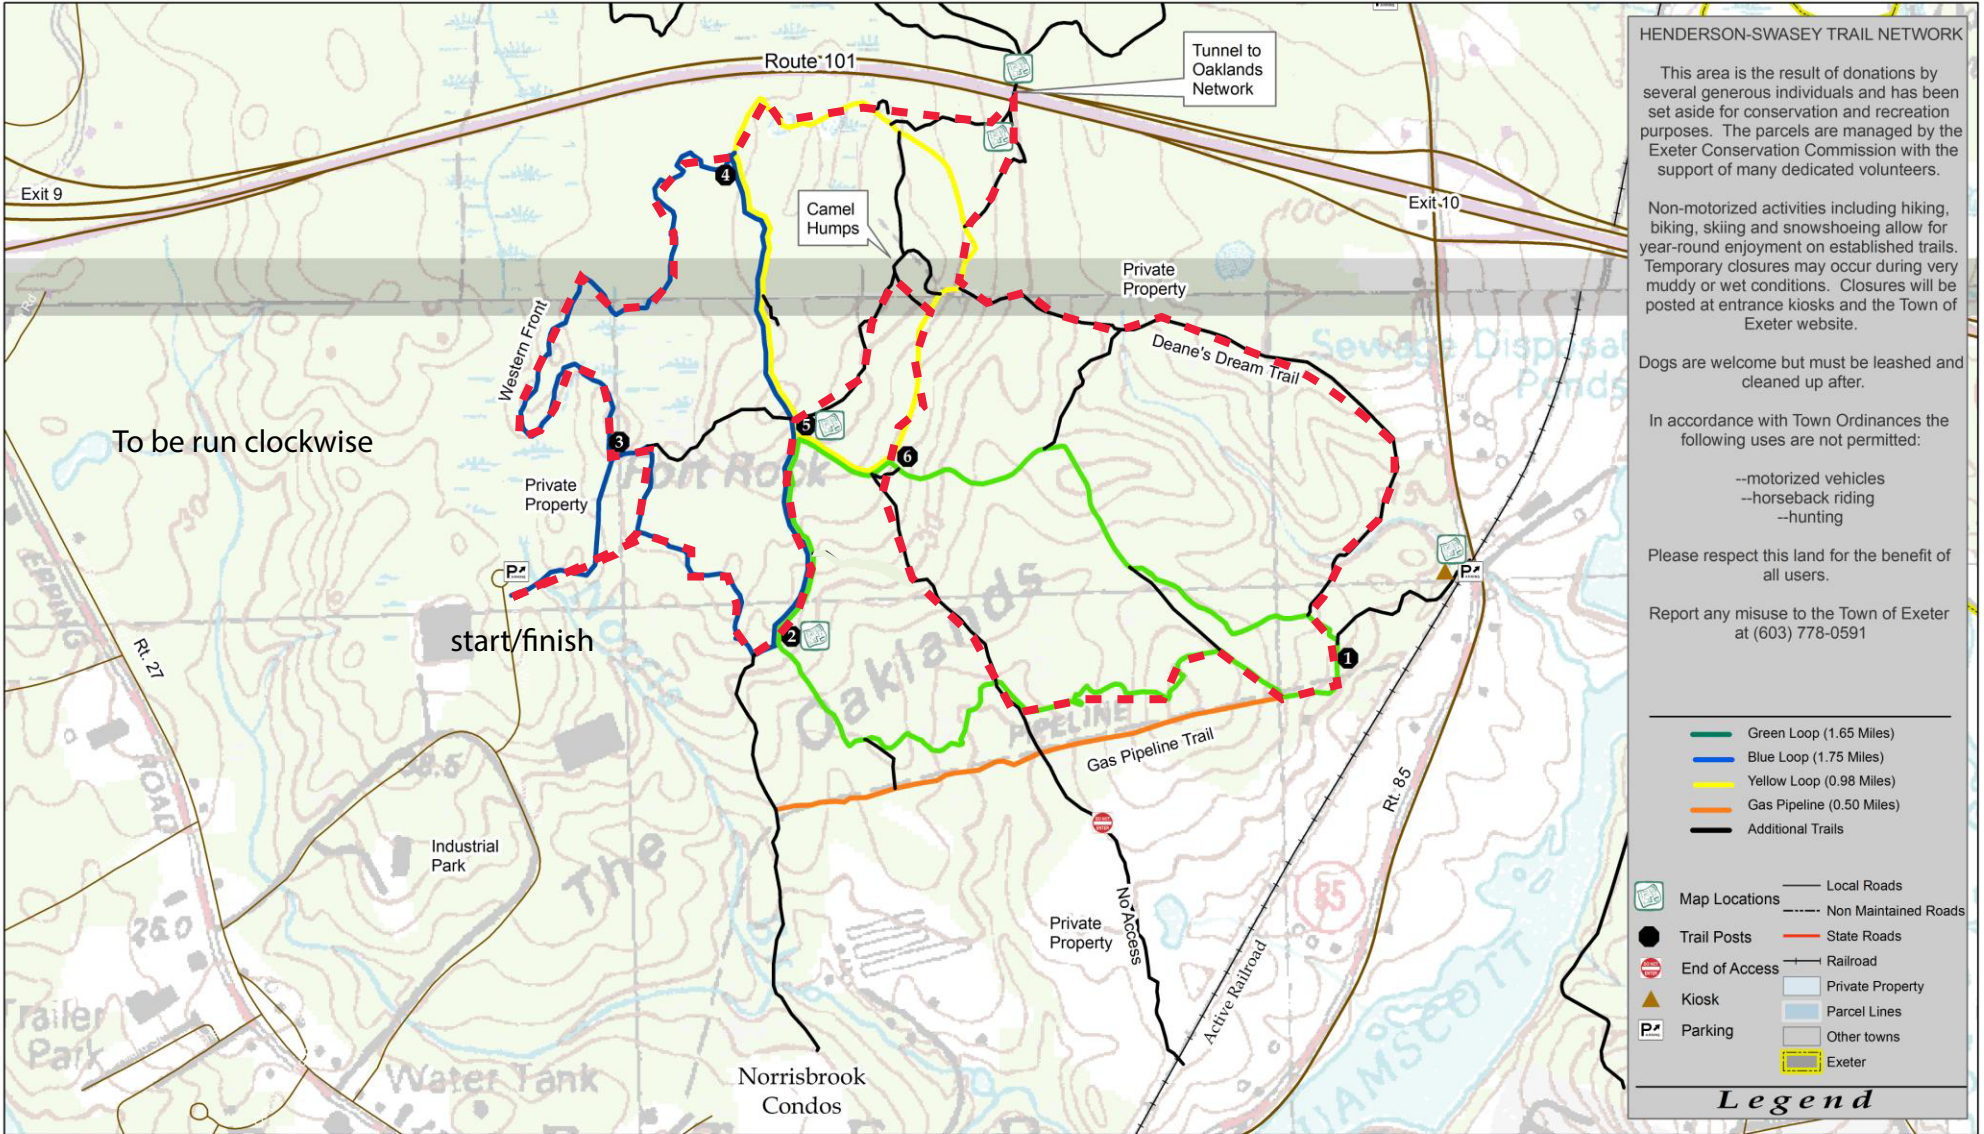 Route 101
Tunnel to
Oaklands
Network
Exit 9
Exit 10
4
Camel
Humps
100
Private
Property
Western Front
Deane's Dream Trail
Sewage Disposal
Ponds
To be run clockwise
3
5
6
Fort Rock
Private
Property
50
P
start/finish
2
1
P
EPPING
ROAD
Rt. 27
Oaklands
PIPELINE
Gas Pipeline Trail
Rt. 85
Industrial
Park
The
85
No Access
Private
Property
Active Railroad
Trailer
Park
Water Tank
Norrisbrook
Condos
HENDERSON-SWASEY TRAIL NETWORK
This area is the result of donations by
several generous individuals and has been
set aside for conservation and recreation
purposes. The parcels are managed by the
Exeter Conservation Commission with the
support of many dedicated volunteers.
Non-motorized activities including hiking,
biking, skiing and snowshoeing allow for
year-round enjoyment on established trails.
Temporary closures may occur during very
muddy or wet conditions. Closures will be
posted at entrance kiosks and the Town of
Exeter website.
Dogs are welcome but must be leashed and
cleaned up after.
In accordance with Town Ordinances the
following uses are not permitted:
--motorized vehicles
--horseback riding
--hunting
Please respect this land for the benefit of
all users.
Report any misuse to the Town of Exeter
at (603) 778-0591
Green Loop (1.65 Miles)
Blue Loop (1.75 Miles)
Yellow Loop (0.98 Miles)
Gas Pipeline (0.50 Miles)
Additional Trails
Map Locations
Trail Posts
End of Access
Kiosk
P
Parking
Local Roads
Non Maintained Roads
State Roads
Railroad
Private Property
Parcel Lines
Other towns
Exeter
Legend